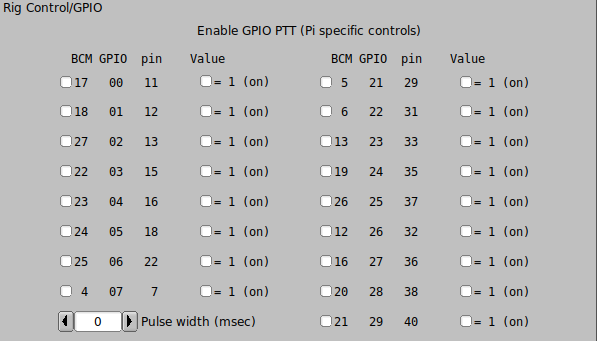 Rig Control/GPIO
Enable GPIO PTT (Pi specific controls)
BCM GPIO pin Value BCM GPIO pin Value
17 00 11 = 1 (on) 5 21 29 = 1 (on)
18 01 12 = 1 (on) 6 22 31 = 1 (on)
27 02 13 = 1 (on) 13 23 33 = 1 (on)
22 03 15 = 1 (on) 19 24 35 = 1 (on)
23 04 16 = 1 (on) 26 25 37 = 1 (on)
24 05 18 = 1 (on) 12 26 32 = 1 (on)
25 06 22 = 1 (on) 16 27 36 = 1 (on)
4 07 7 = 1 (on) 20 28 38 = 1 (on)
0 Pulse width (msec) 21 29 40 = 1 (on)